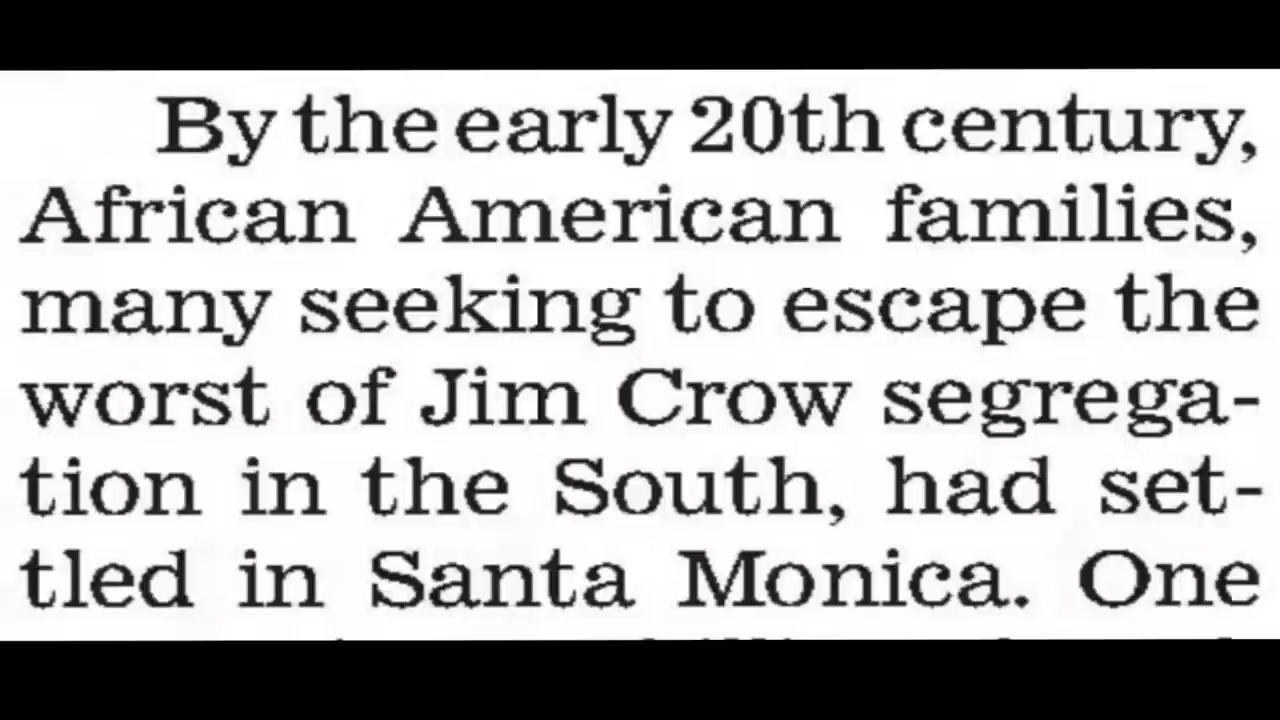 By the early 20th century,
African American families,
many seeking to escape the
worst of Jim Crow segrega-
tion in the South, had set-
tled in Santa Monica. One